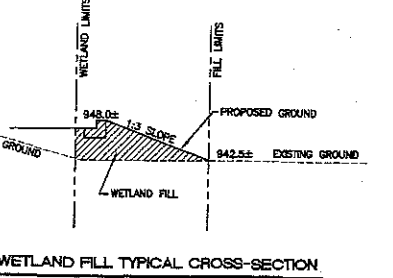 WETLAND LIMITS
FILL LIMITS
948.0±
1:3 SLOPE
PROPOSED GROUND
GROUND
942.5± EXISTING GROUND
WETLAND FILL
WETLAND FILL TYPICAL CROSS-SECTION